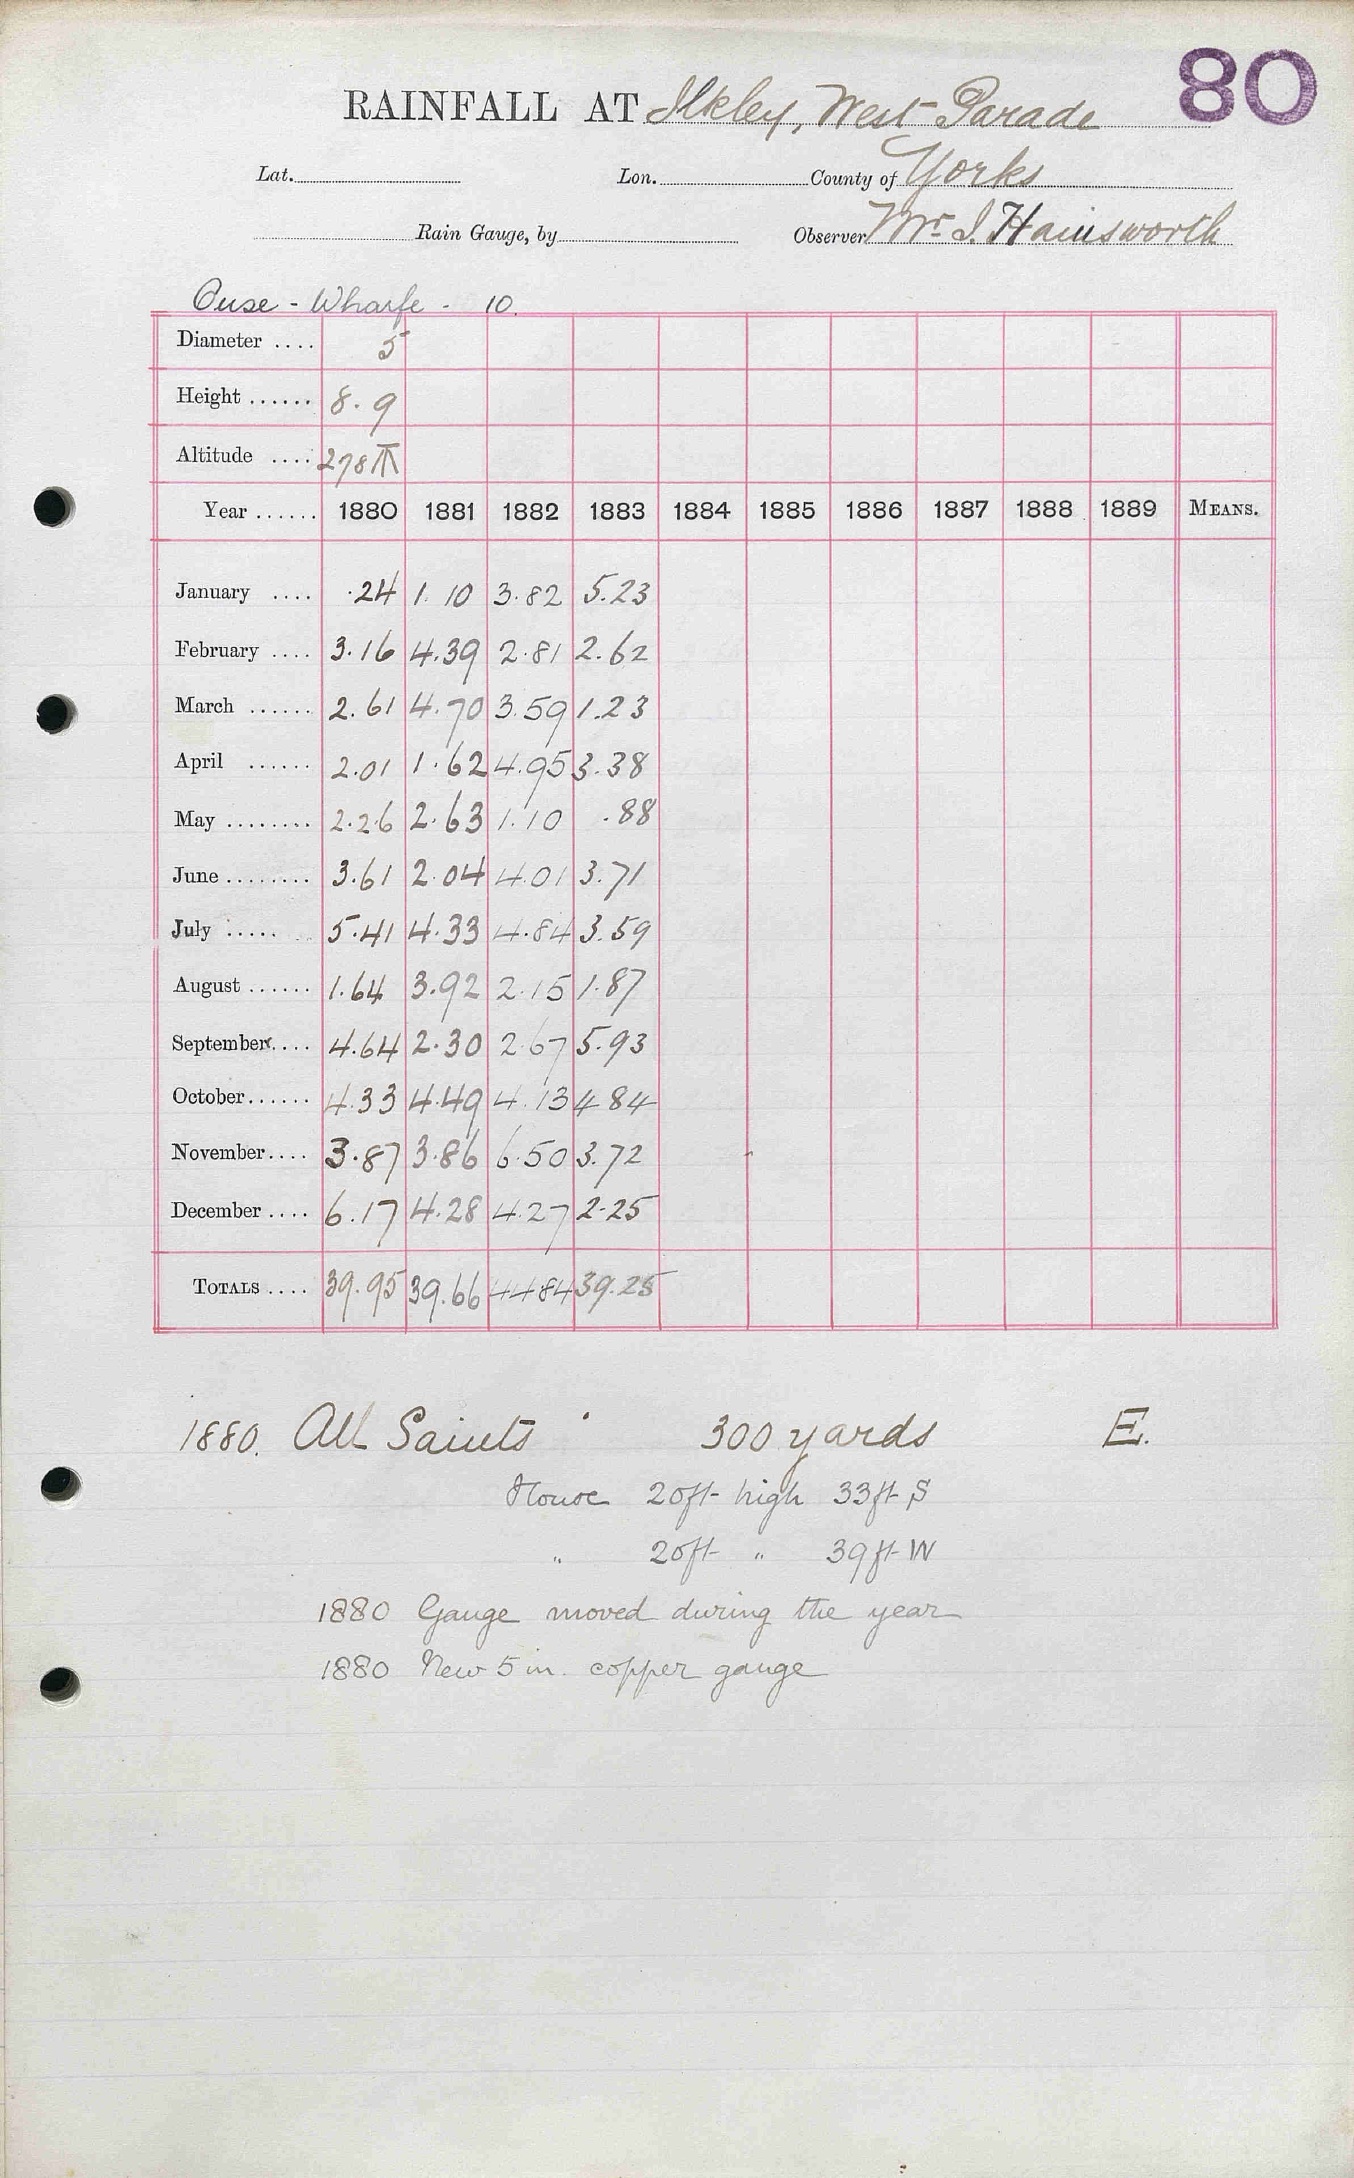 80
RAINFALL AT Ilkley, West Parade
Lat. Lon. County of Yorks
Rain Gauge, by Observer Mr. J. Hainsworth
Ouse - Wharfe - 10.
Diameter .... 5
Height ...... 8.9
Altitude .... 278
Year ...... 1880 1881 1882 1883 1884 1885 1886 1887 1888 1889 MEANS.
January .... .24 1.10 3.82 5.23
February .... 3.16 4.39 2.81 2.62
March ...... 2.61 4.70 3.59 1.23
April ...... 2.01 1.62 4.95 3.38
May ........ 2.26 2.63 1.10 .88
June ........ 3.61 2.04 4.01 3.71
July ..... 5.41 4.33 4.84 3.59
August ...... 1.64 3.92 2.15 1.87
September.... 4.64 2.30 2.67 5.93
October...... 4.33 4.49 4.13 4.84
November.... 3.87 3.86 6.50 3.72
December .... 6.17 4.28 4.27 2.25
TOTALS .... 39.95 39.66 44.84 39.25
1880. All Saints 300 yards E.
House 20ft high 33ft S
" 20ft " 39ft W
1880 Gauge moved during the year
1880 New 5 in. copper gauge